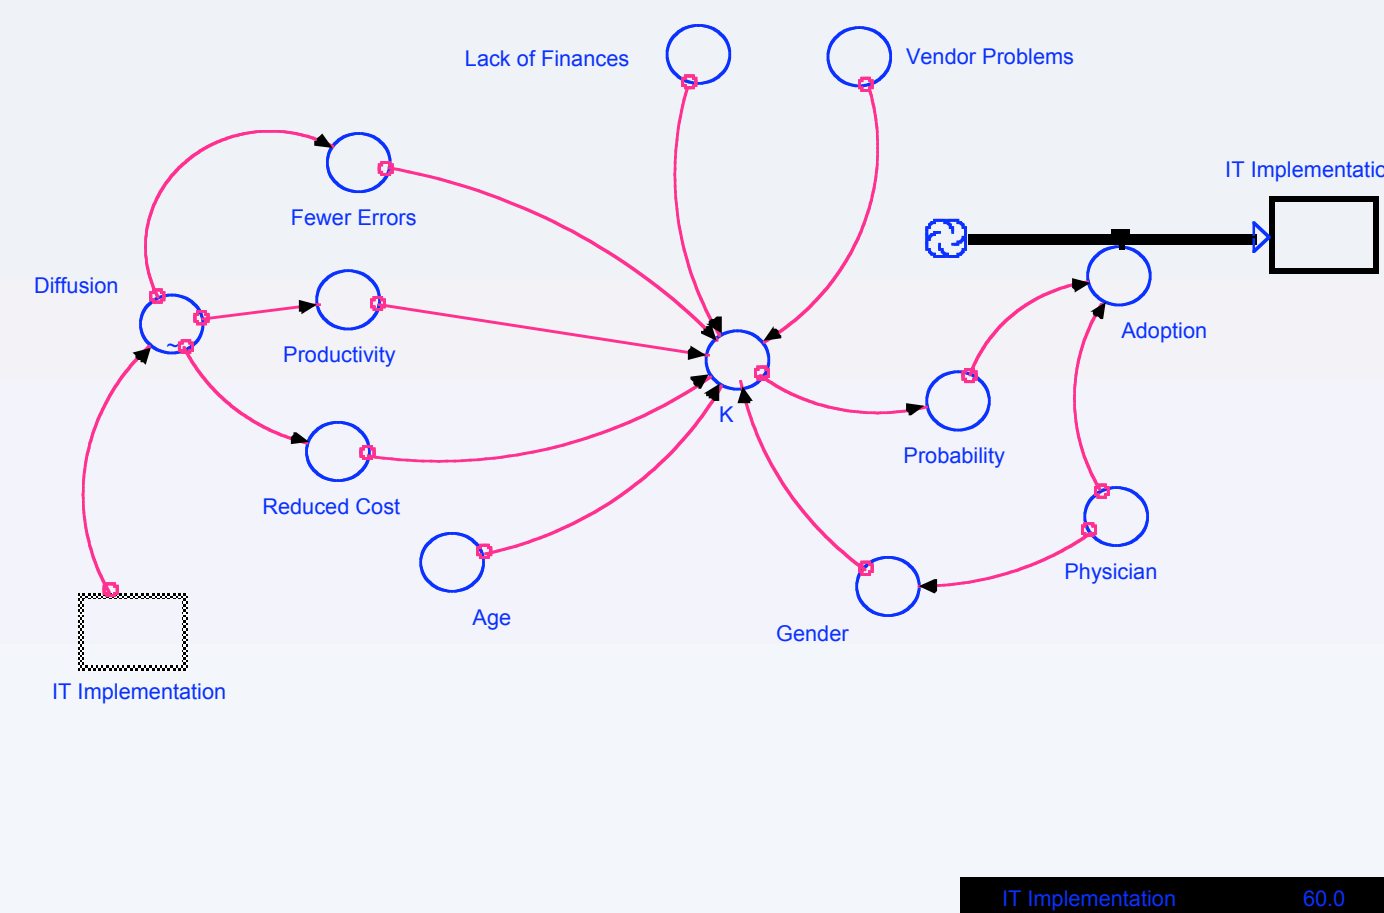 Lack of Finances
Vendor Problems
IT Implementatio
Fewer Errors
Diffusion
~
Adoption
Productivity
K
Probability
Reduced Cost
Physician
Age
Gender
IT Implementation
IT Implementation 60.0